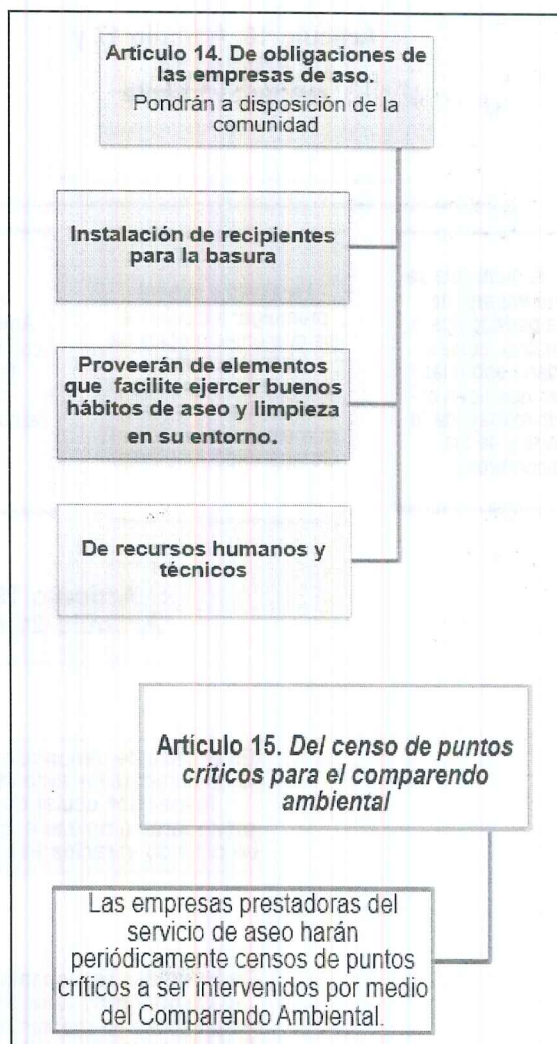 Artículo 14. De obligaciones de
las empresas de aso.
Pondrán a disposición de la
comunidad
Instalación de recipientes
para la basura
Proveerán de elementos
que facilite ejercer buenos
hábitos de aseo y limpieza
en su entorno.
De recursos humanos y
técnicos
Artículo 15. Del censo de puntos
críticos para el comparendo
ambiental
Las empresas prestadoras del
servicio de aseo harán
periódicamente censos de puntos
críticos a ser intervenidos por medio
del Comparendo Ambiental.